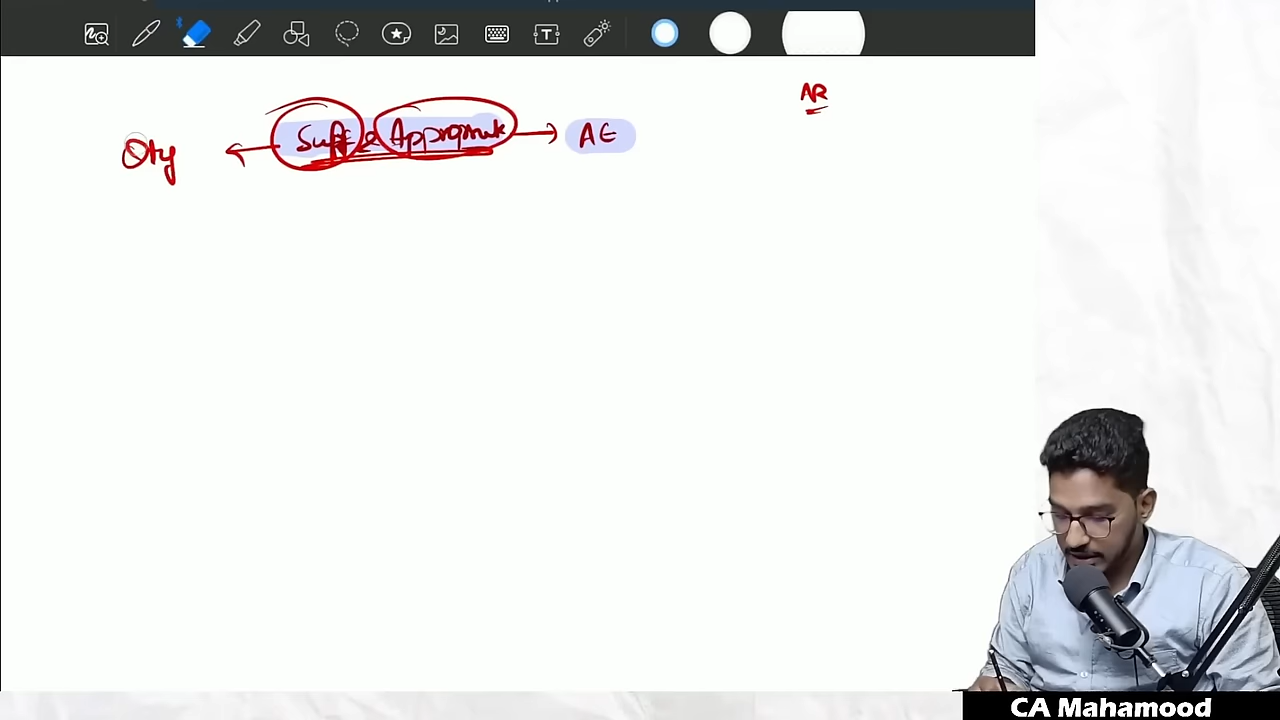 AR
Qty ← Suff & Appropriate → AE
T
CA Mahamood